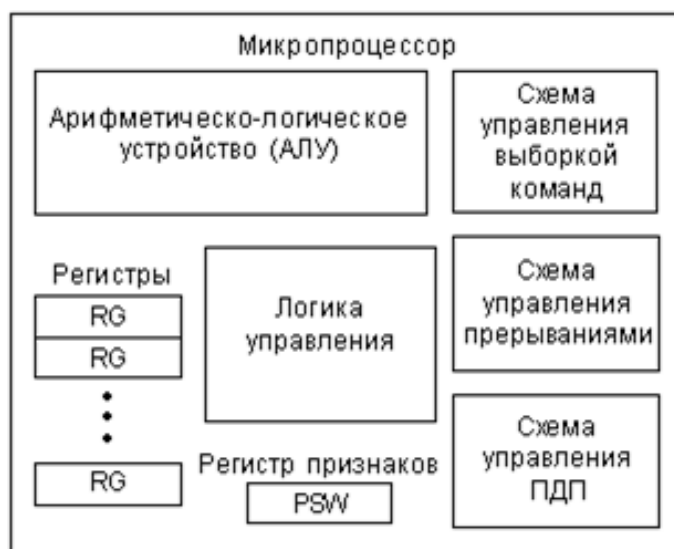 Микропроцессор
Арифметическо-логическое
устройство (АЛУ)
Схема
управления
выборкой
команд
Регистры
RG
RG
RG
Логика
управления
Схема
управления
прерываниями
Регистр признаков
PSW
Схема
управления
ПДП